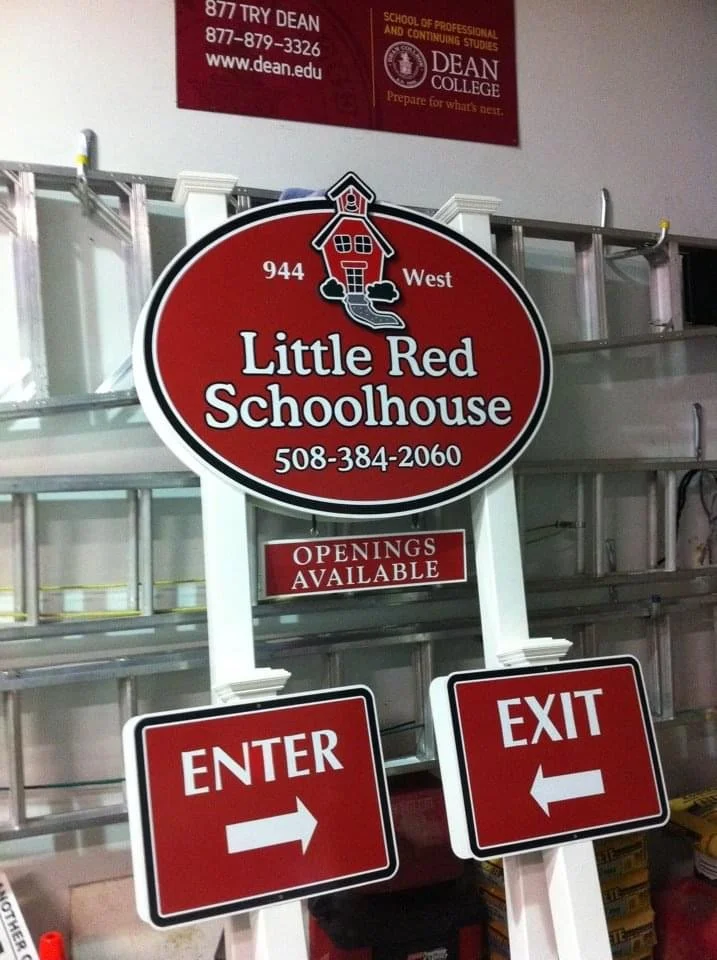 877 TRY DEAN
877-879-3326
www.dean.edu
SCHOOL OF PROFESSIONAL
AND CONTINUING STUDIES
DEAN
COLLEGE
Prepare for what's next.
944 West
Little Red
Schoolhouse
508-384-2060
OPENINGS
AVAILABLE
ENTER
EXIT